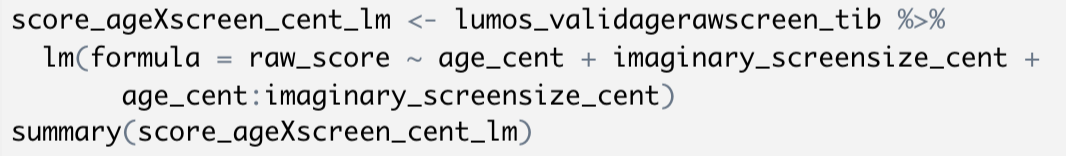 score_ageXscreen_cent_lm <- lumos_validagerawscreen_tib %>%
  lm(formula = raw_score ~ age_cent + imaginary_screensize_cent +
       age_cent:imaginary_screensize_cent)
summary(score_ageXscreen_cent_lm)